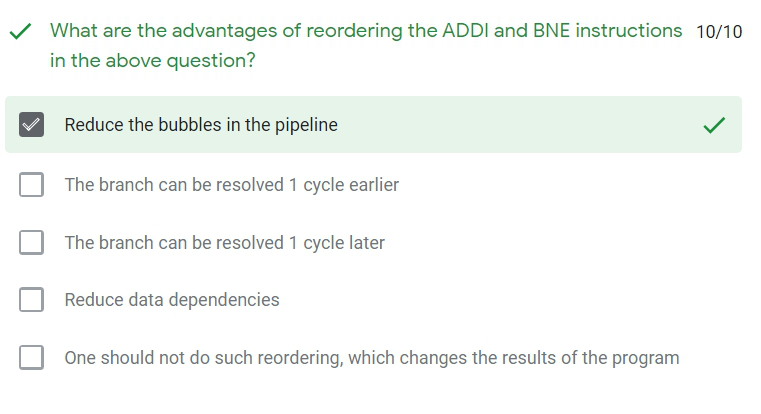 What are the advantages of reordering the ADDI and BNE instructions 10/10
in the above question?
Reduce the bubbles in the pipeline
The branch can be resolved 1 cycle earlier
The branch can be resolved 1 cycle later
Reduce data dependencies
One should not do such reordering, which changes the results of the program